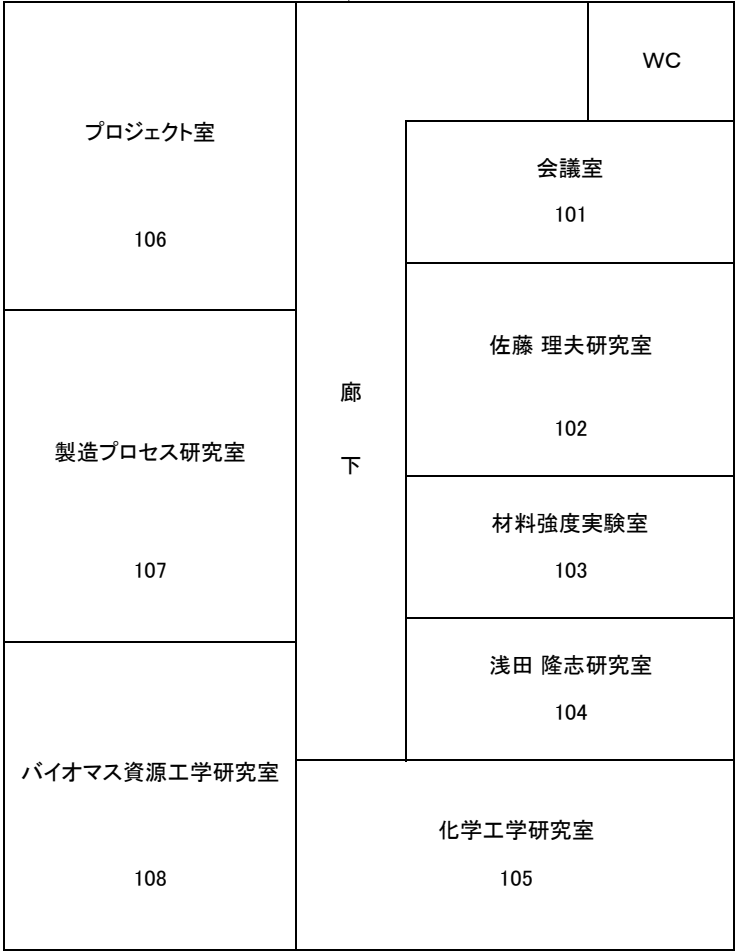 WC
プロジェクト室
106
会議室
101
佐藤 理夫研究室
102
製造プロセス研究室
107
廊
下
材料強度実験室
103
浅田 隆志研究室
104
バイオマス資源工学研究室
108
化学工学研究室
105